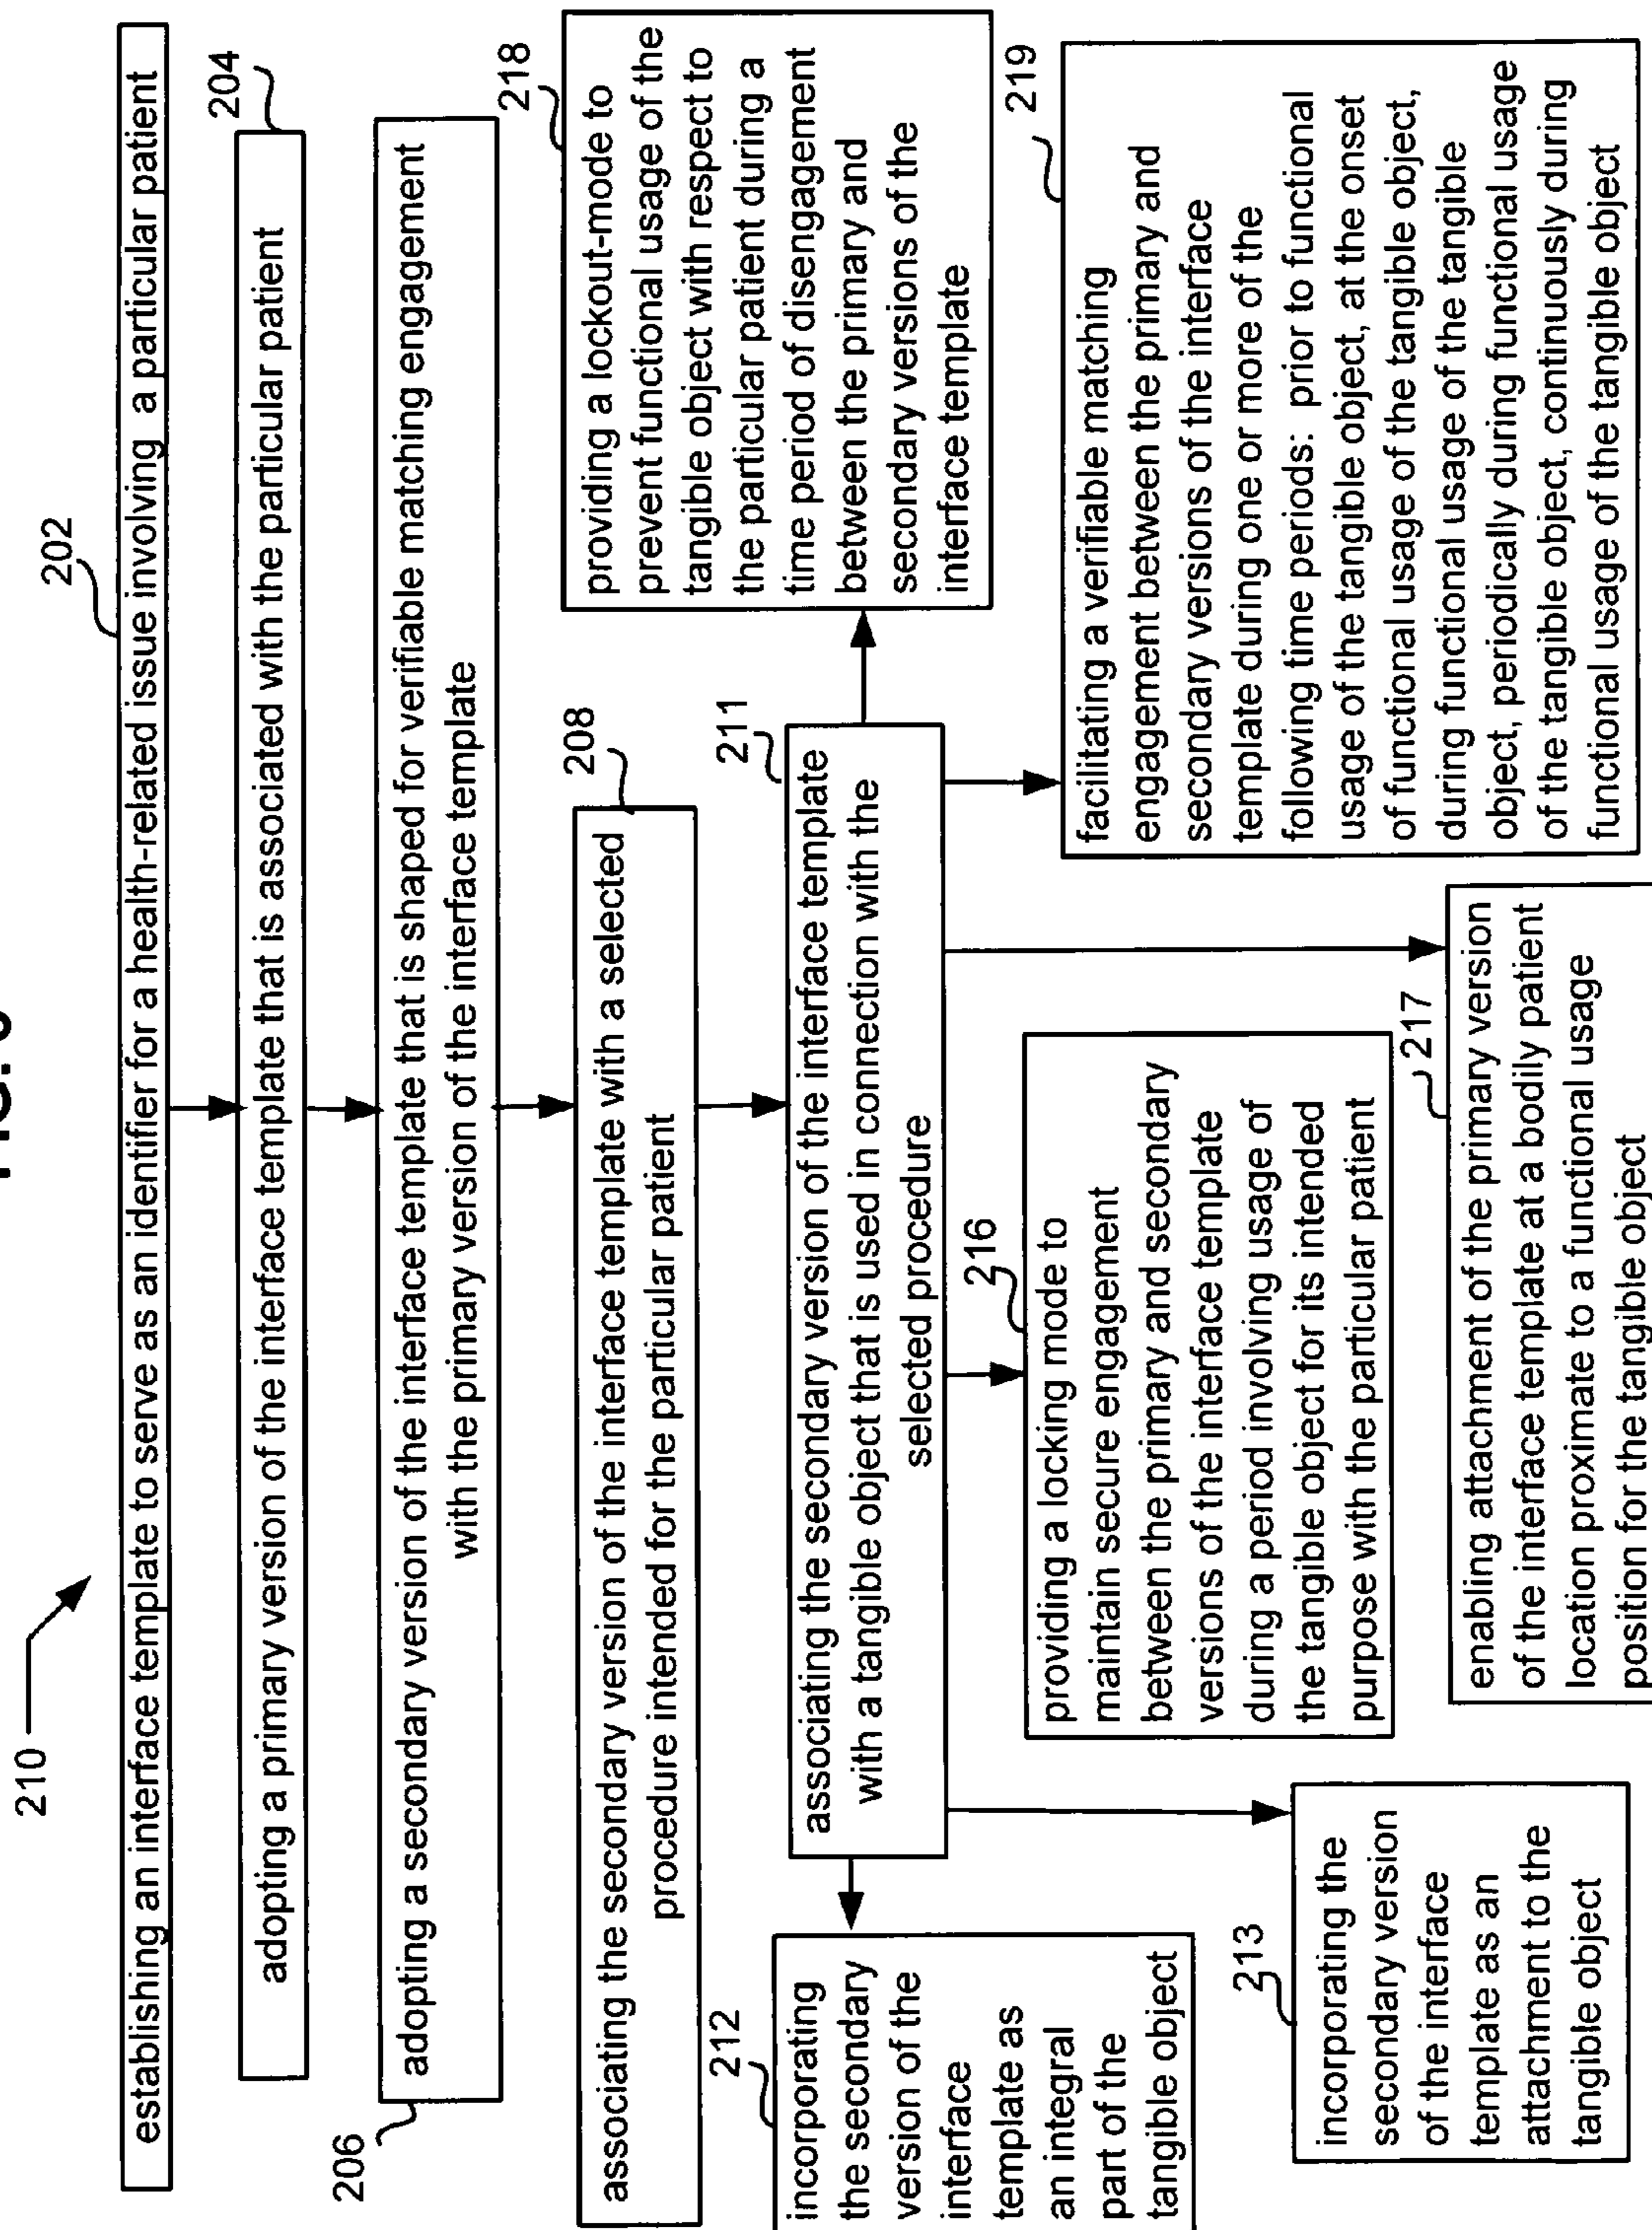 210
202
establishing an interface template to serve as an identifier for a health-related issue involving a particular patient
204
adopting a primary version of the interface template that is associated with the particular patient
206
adopting a secondary version of the interface template that is shaped for verifiable matching engagement
with the primary version of the interface template
208
associating the secondary version of the interface template with a selected
procedure intended for the particular patient
211
associating the secondary version of the interface template
with a tangible object that is used in connection with the
selected procedure
212
incorporating
the secondary
version of the
interface
template as
an integral
part of the
tangible object
213
incorporating the
secondary version
of the interface
template as an
attachment to the
tangible object
216
providing a locking mode to
maintain secure engagement
between the primary and secondary
versions of the interface template
during a period involving usage of
the tangible object for its intended
purpose with the particular patient
217
enabling attachment of the primary version
of the interface template at a bodily patient
location proximate to a functional usage
position for the tangible object
218
providing a lockout-mode to
prevent functional usage of the
tangible object with respect to
the particular patient during a
time period of disengagement
between the primary and
secondary versions of the
interface template
219
facilitating a verifiable matching
engagement between the primary and
secondary versions of the interface
template during one or more of the
following time periods: prior to functional
usage of the tangible object, at the onset
of functional usage of the tangible object,
during functional usage of the tangible
object, periodically during functional usage
of the tangible object, continuously during
functional usage of the tangible object